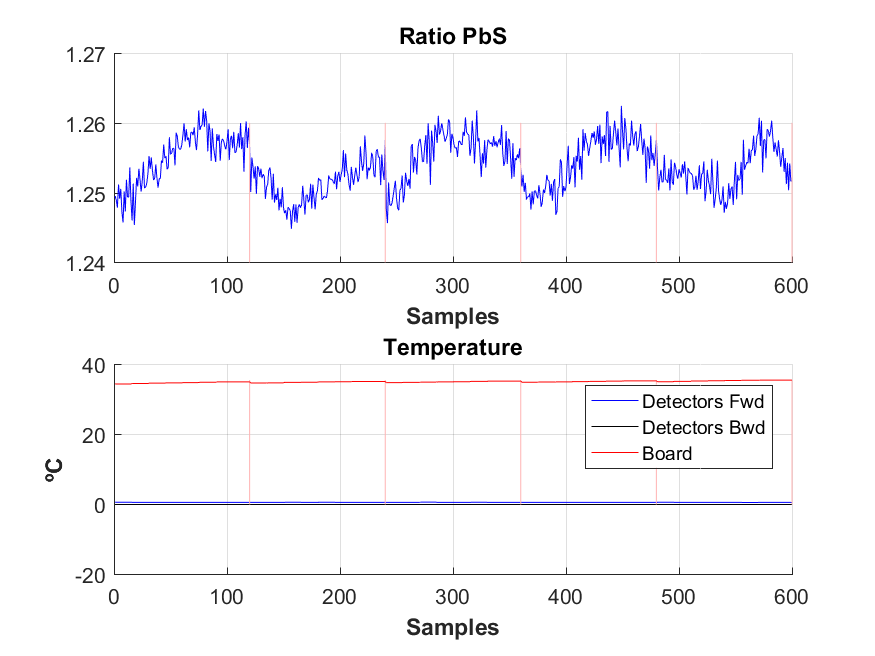 Ratio PbS
1.27
1.26
1.25
1.24
0 100 200 300 400 500 600
Samples
Temperature
40
20
0
-20
ºC
Detectors Fwd
Detectors Bwd
Board
0 100 200 300 400 500 600
Samples